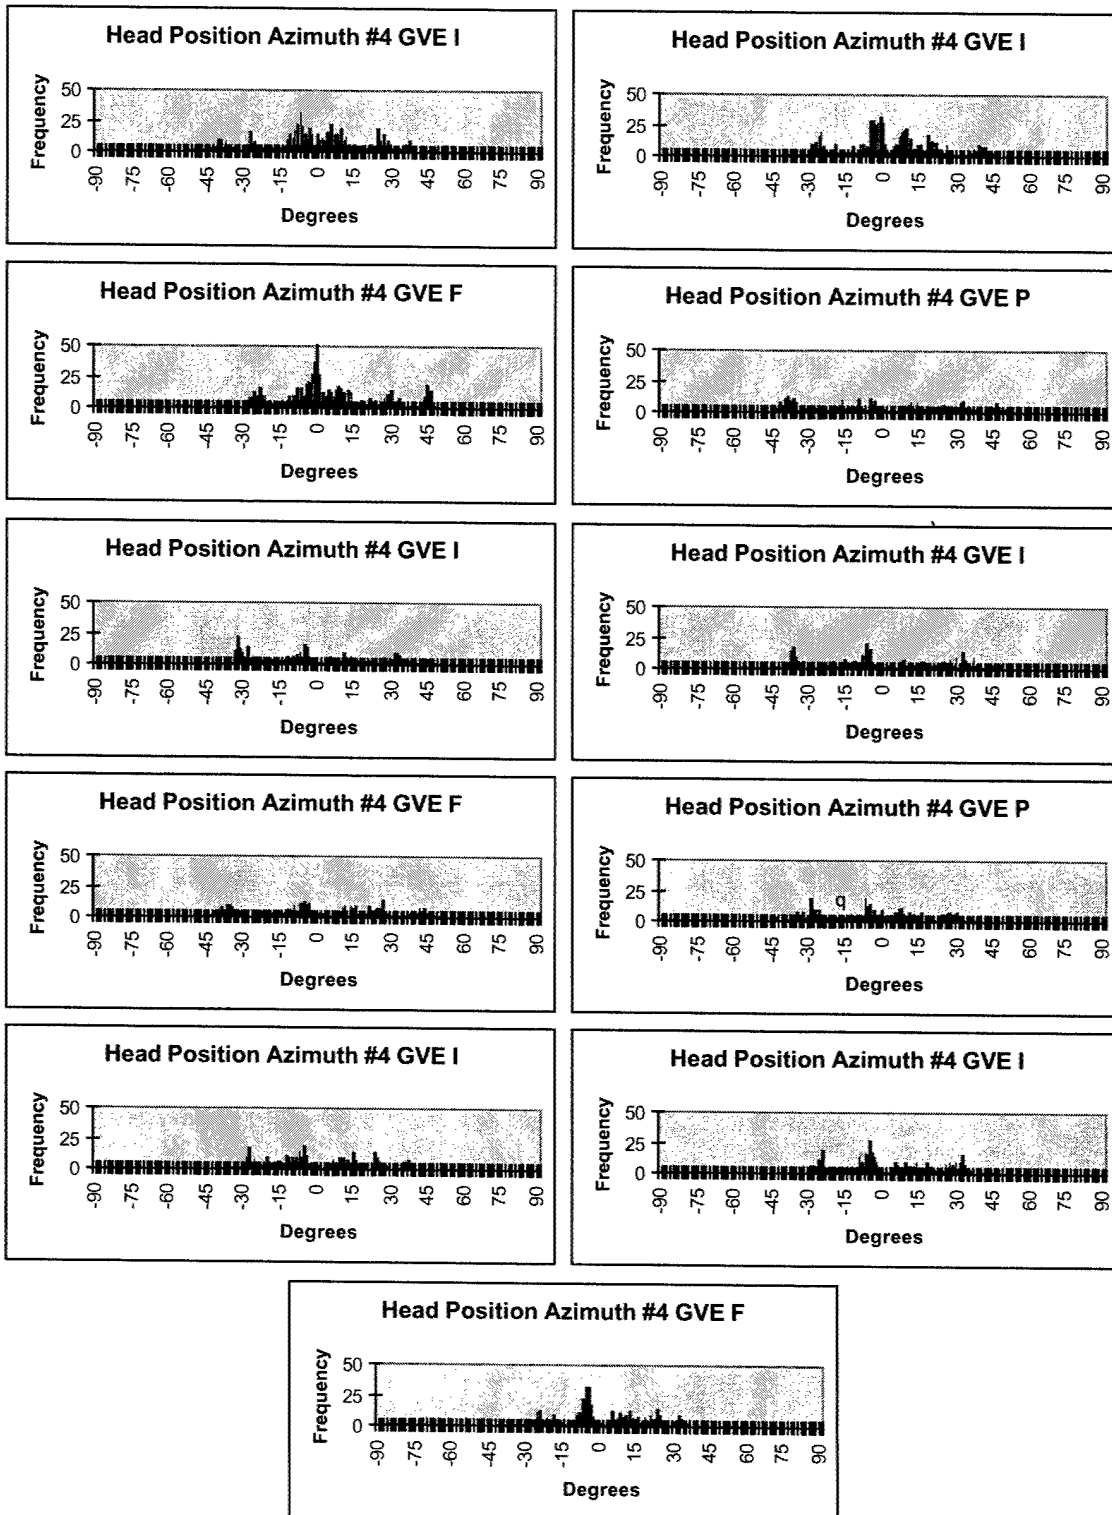 Head Position Azimuth #4 GVE I
Frequency
50
25
0
-90 -75 -60 -45 -30 -15 0 15 30 45 60 75 90
Degrees
Head Position Azimuth #4 GVE I
Frequency
50
25
0
-90 -75 -60 -45 -30 -15 0 15 30 45 60 75 90
Degrees
Head Position Azimuth #4 GVE F
Frequency
50
25
0
-90 -75 -60 -45 -30 -15 0 15 30 45 60 75 90
Degrees
Head Position Azimuth #4 GVE P
Frequency
50
25
0
-90 -75 -60 -45 -30 -15 0 15 30 45 60 75 90
Degrees
Head Position Azimuth #4 GVE I
Frequency
50
25
0
-90 -75 -60 -45 -30 -15 0 15 30 45 60 75 90
Degrees
Head Position Azimuth #4 GVE I
Frequency
50
25
0
-90 -75 -60 -45 -30 -15 0 15 30 45 60 75 90
Degrees
Head Position Azimuth #4 GVE F
Frequency
50
25
0
-90 -75 -60 -45 -30 -15 0 15 30 45 60 75 90
Degrees
Head Position Azimuth #4 GVE P
Frequency
50
25
0
q
-90 -75 -60 -45 -30 -15 0 15 30 45 60 75 90
Degrees
Head Position Azimuth #4 GVE I
Frequency
50
25
0
-90 -75 -60 -45 -30 -15 0 15 30 45 60 75 90
Degrees
Head Position Azimuth #4 GVE I
Frequency
50
25
0
-90 -75 -60 -45 -30 -15 0 15 30 45 60 75 90
Degrees
Head Position Azimuth #4 GVE F
Frequency
50
25
0
-90 -75 -60 -45 -30 -15 0 15 30 45 60 75 90
Degrees